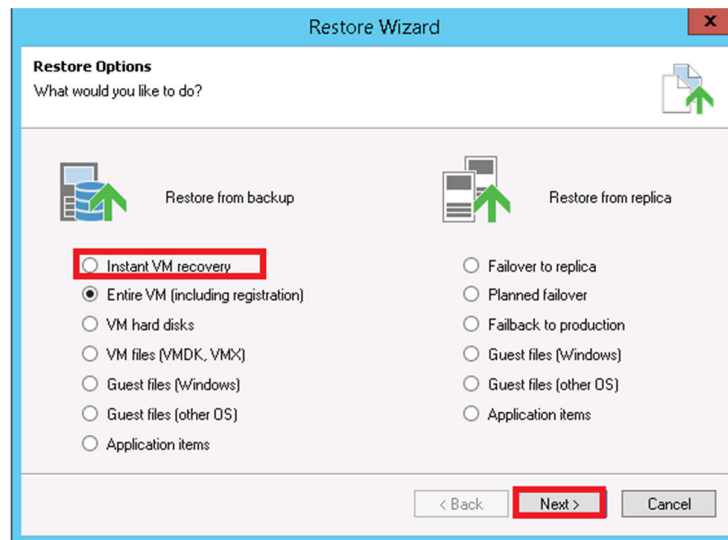 Restore Wizard
x
Restore Options
What would you like to do?
Restore from backup
Instant VM recovery
Entire VM (including registration)
VM hard disks
VM files (VMDK, VMX)
Guest files (Windows)
Guest files (other OS)
Application items
Restore from replica
Failover to replica
Planned failover
Failback to production
Guest files (Windows)
Guest files (other OS)
Application items
< Back
Next >
Cancel